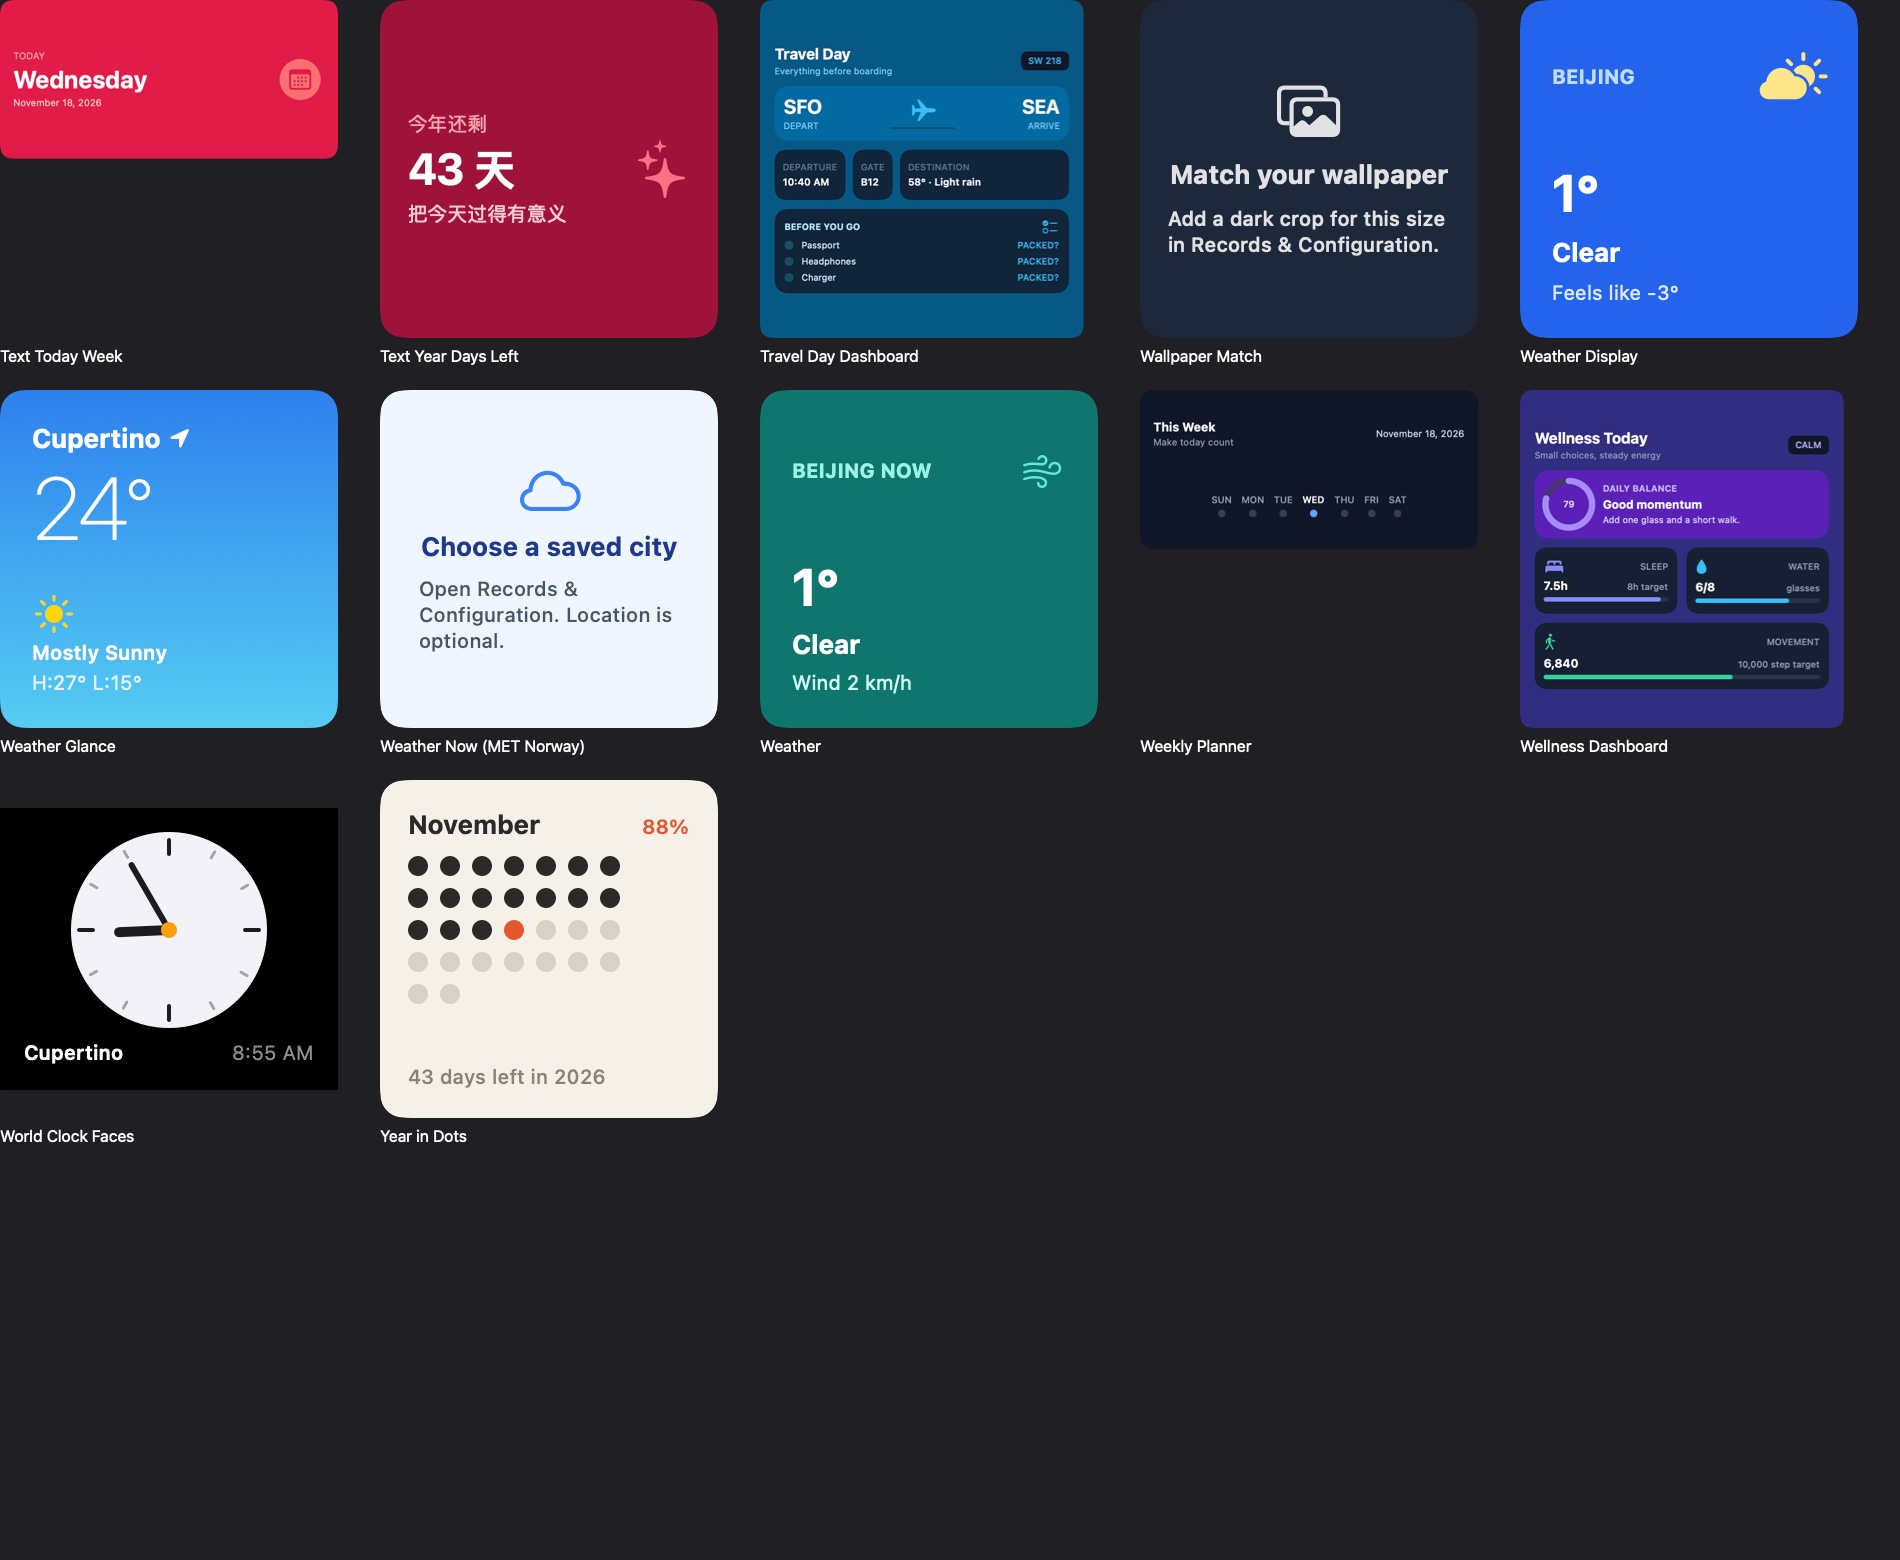 TODAY
Wednesday
November 18, 2026
Text Today Week
今年还剩
43 天
把今天过得有意义
Text Year Days Left
Travel Day
Everything before boarding
SW 218
SFO
DEPART
SEA
ARRIVE
DEPARTURE
10:40 AM
GATE
B12
DESTINATION
58° · Light rain
BEFORE YOU GO
Passport PACKED?
Headphones PACKED?
Charger PACKED?
Travel Day Dashboard
Match your wallpaper
Add a dark crop for this size
in Records & Configuration.
Wallpaper Match
BEIJING
1°
Clear
Feels like -3°
Weather Display
Cupertino
24°
Mostly Sunny
H:27° L:15°
Weather Glance
Choose a saved city
Open Records &
Configuration. Location is
optional.
Weather Now (MET Norway)
BEIJING NOW
1°
Clear
Wind 2 km/h
Weather
This Week
Make today count
November 18, 2026
SUN MON TUE WED THU FRI SAT
Weekly Planner
Wellness Today
Small choices, steady energy
CALM
79
DAILY BALANCE
Good momentum
Add one glass and a short walk.
SLEEP
7.5h 8h target
WATER
6/8 glasses
MOVEMENT
6,840 10,000 step target
Wellness Dashboard
Cupertino 8:55 AM
World Clock Faces
November 88%
43 days left in 2026
Year in Dots